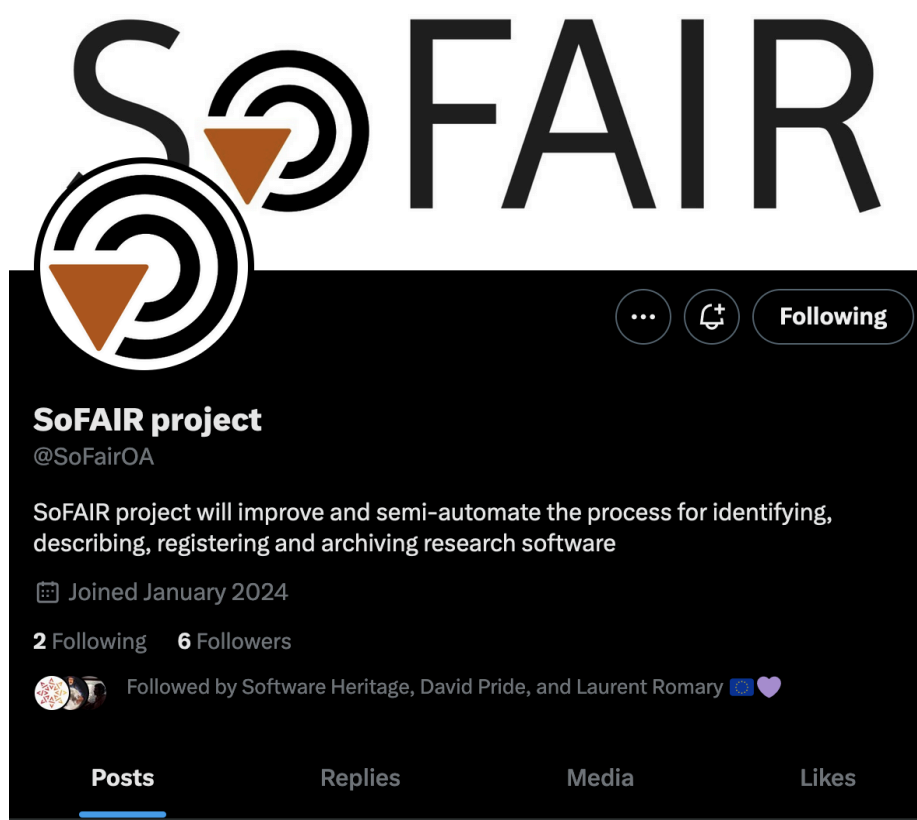 SoFAIR
Following
SoFAIR project
@SoFairOA
SoFAIR project will improve and semi-automate the process for identifying,
describing, registering and archiving research software
Joined January 2024
2 Following 6 Followers
Followed by Software Heritage, David Pride, and Laurent Romary 🇪🇺💜
Posts Replies Media Likes